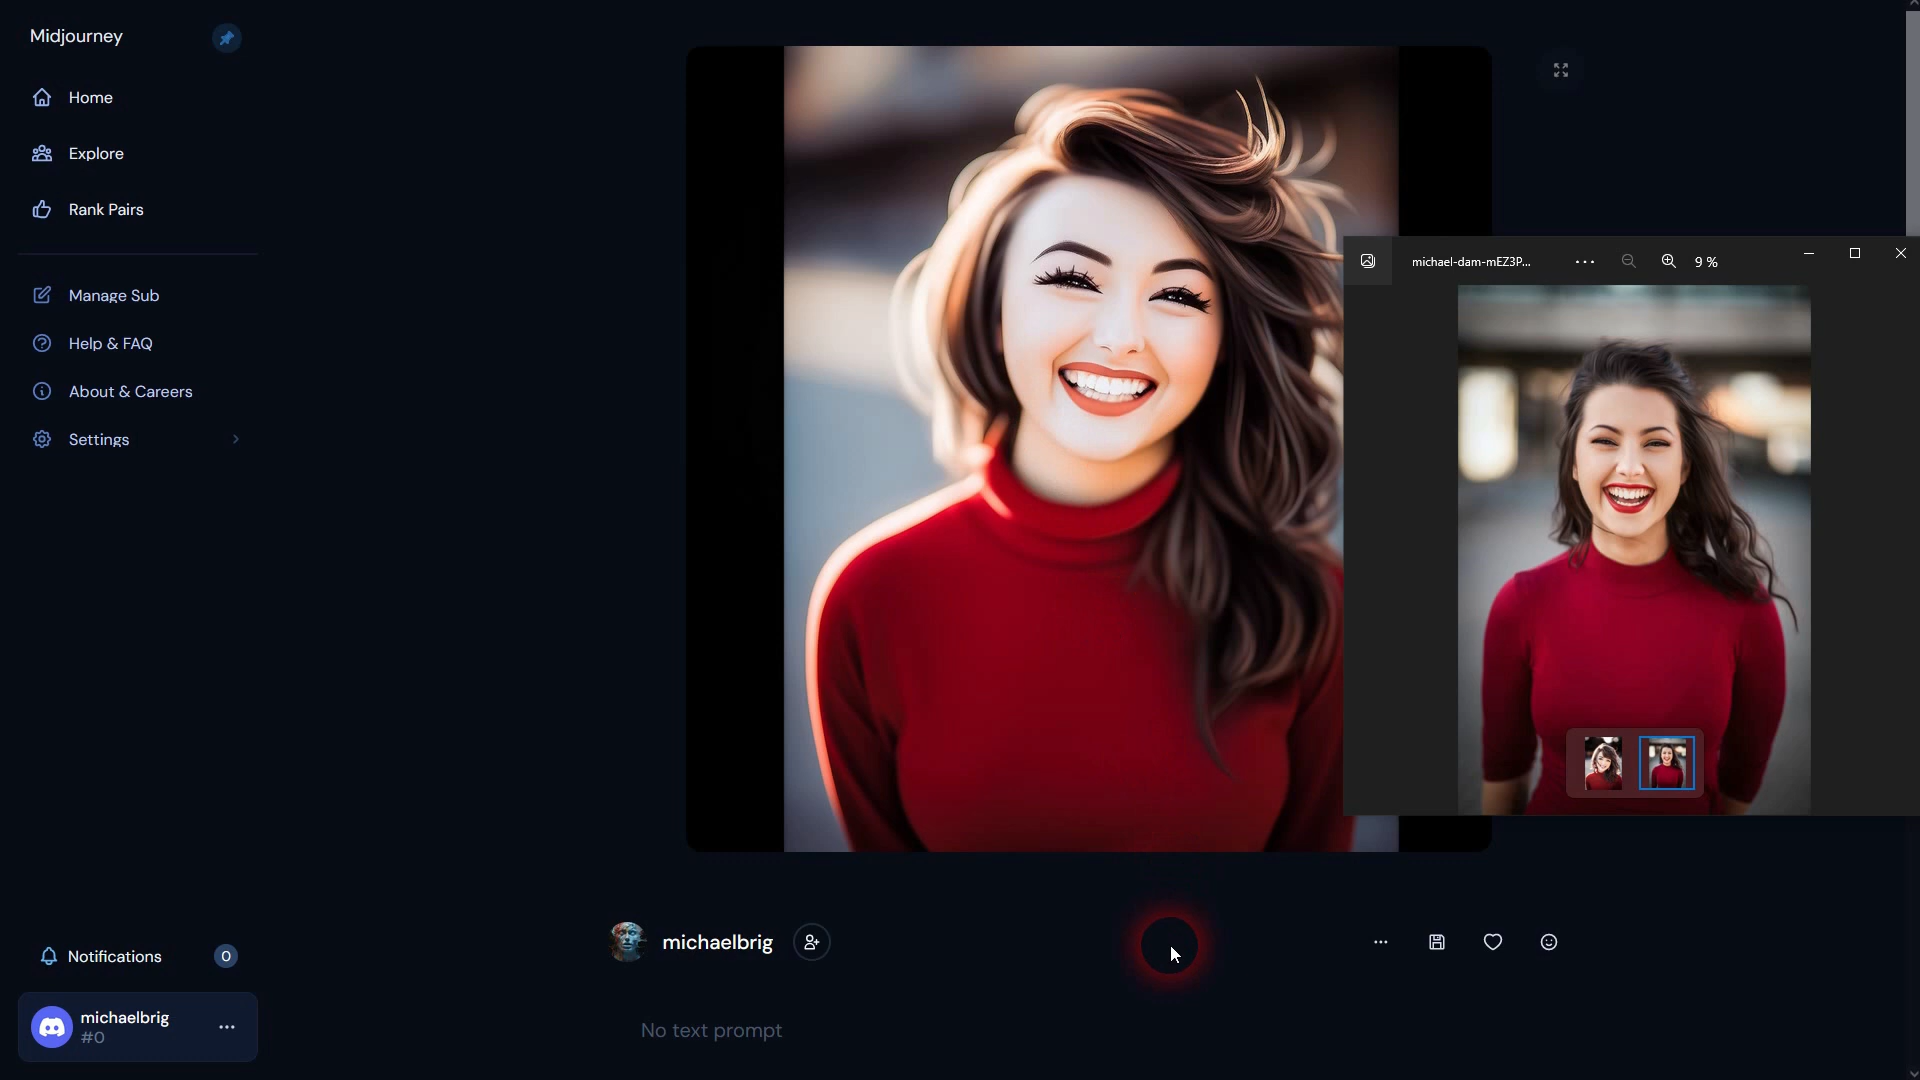 Midjourney
Home
Explore
Rank Pairs
Manage Sub
Help & FAQ
About & Careers
Settings
Notifications
0
michaelbrig
#0
michael-dam-mEZ3P...
9 %
michaelbrig
No text prompt